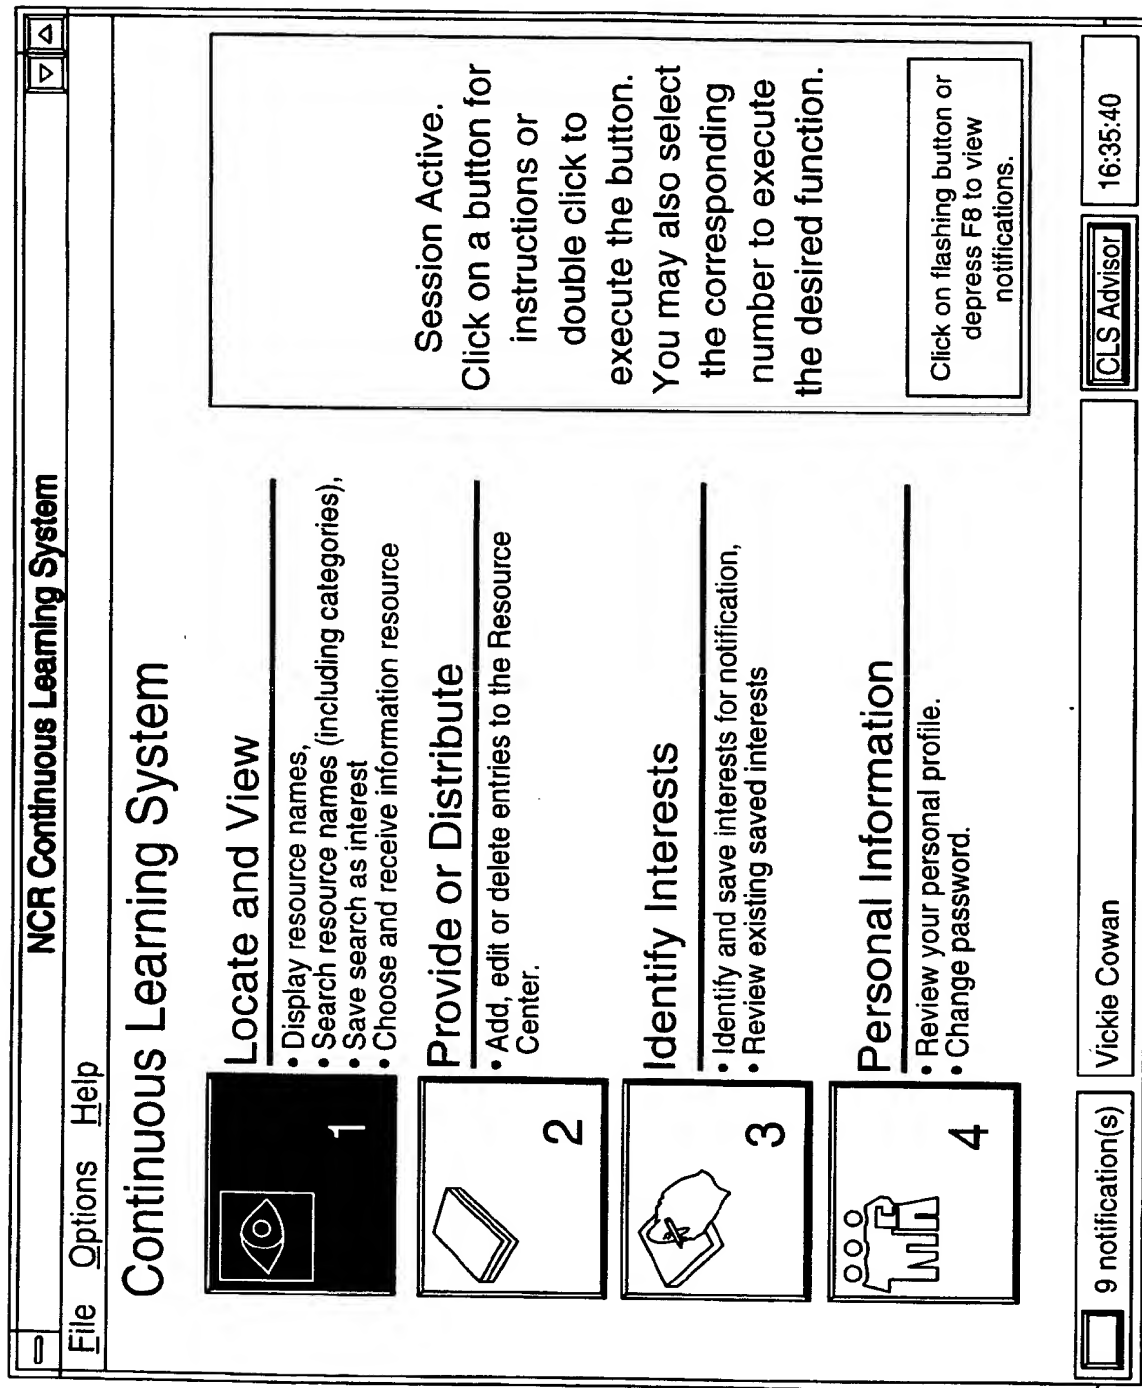 NCR Continuous Learning System
File Options Help
Continuous Learning System
1
Locate and View
• Display resource names,
• Search resource names (including categories),
• Save search as interest
• Choose and receive information resource
2
Provide or Distribute
• Add, edit or delete entries to the Resource
Center.
3
Identify Interests
• Identify and save interests for notification,
• Review existing saved interests
4
Personal Information
• Review your personal profile.
• Change password.
Session Active.
Click on a button for
instructions or
double click to
execute the button.
You may also select
the corresponding
number to execute
the desired function.
Click on flashing button or
depress F8 to view
notifications.
9 notification(s)
Vickie Cowan
CLS Advisor
16:35:40